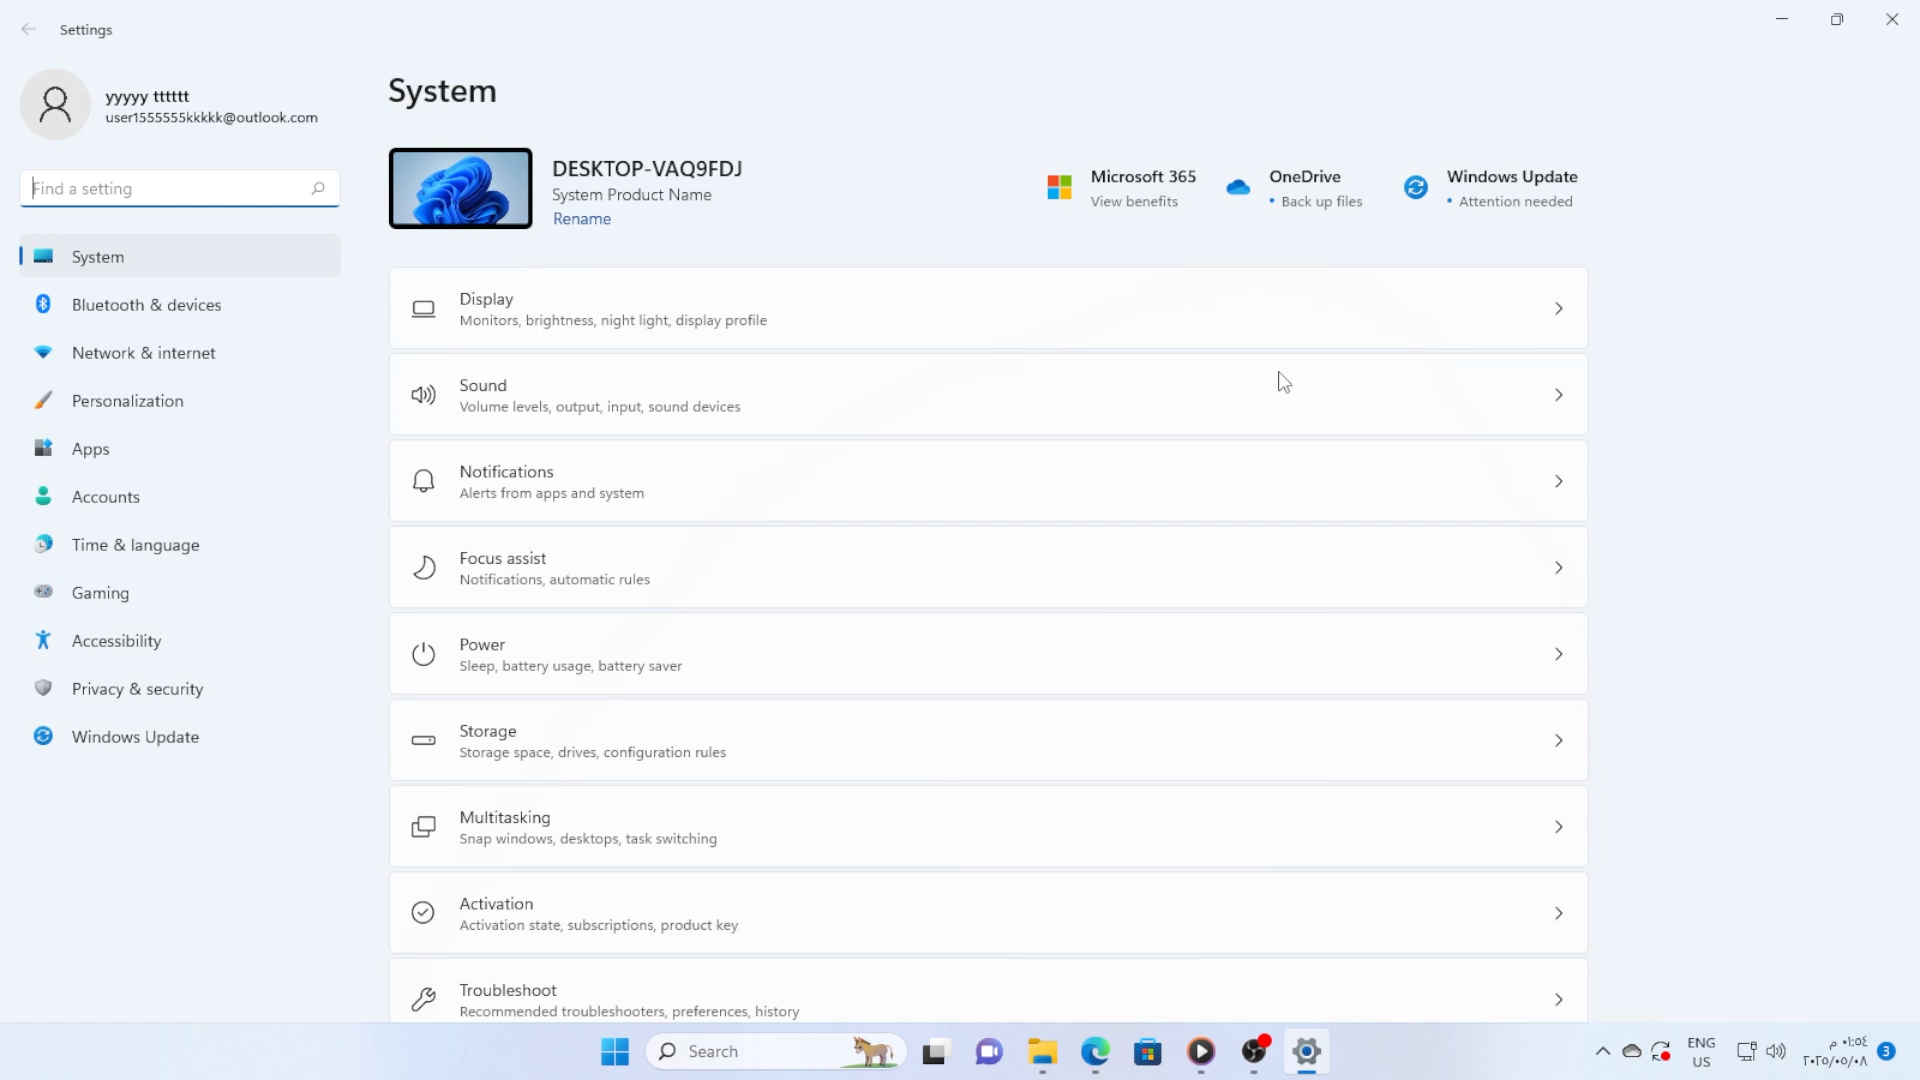 Settings
yyyyy tttttt
user1555555kkkkk@outlook.com
Find a setting
System
Bluetooth & devices
Network & internet
Personalization
Apps
Accounts
Time & language
Gaming
Accessibility
Privacy & security
Windows Update
System
DESKTOP-VAQ9FDJ
System Product Name
Rename
Microsoft 365
View benefits
OneDrive
• Back up files
Windows Update
• Attention needed
Display
Monitors, brightness, night light, display profile
Sound
Volume levels, output, input, sound devices
Notifications
Alerts from apps and system
Focus assist
Notifications, automatic rules
Power
Sleep, battery usage, battery saver
Storage
Storage space, drives, configuration rules
Multitasking
Snap windows, desktops, task switching
Activation
Activation state, subscriptions, product key
Troubleshoot
Recommended troubleshooters, preferences, history
Search
ENG
US
٠١:٥٤ م
٢٠٢٥/٠٥/٠٨
3